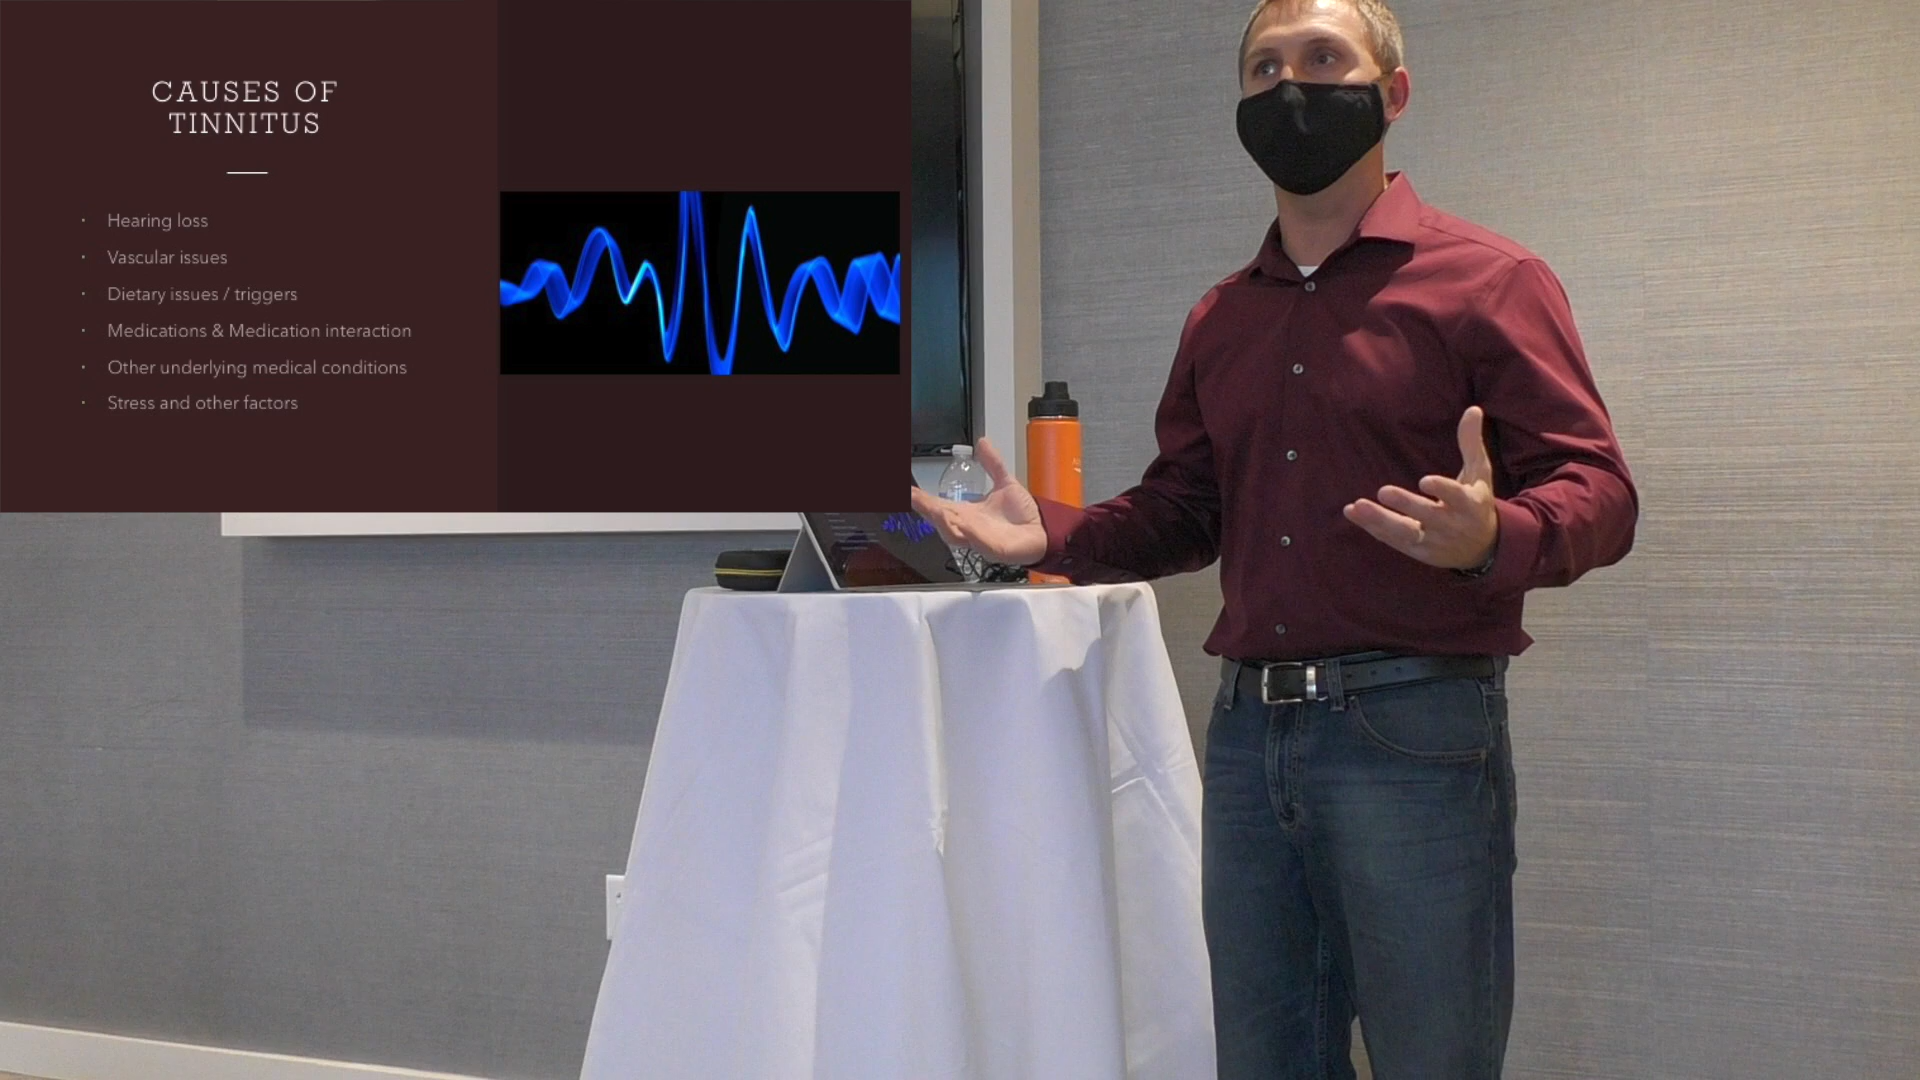 CAUSES OF
TINNITUS
· Hearing loss
· Vascular issues
· Dietary issues / triggers
· Medications & Medication interaction
· Other underlying medical conditions
· Stress and other factors